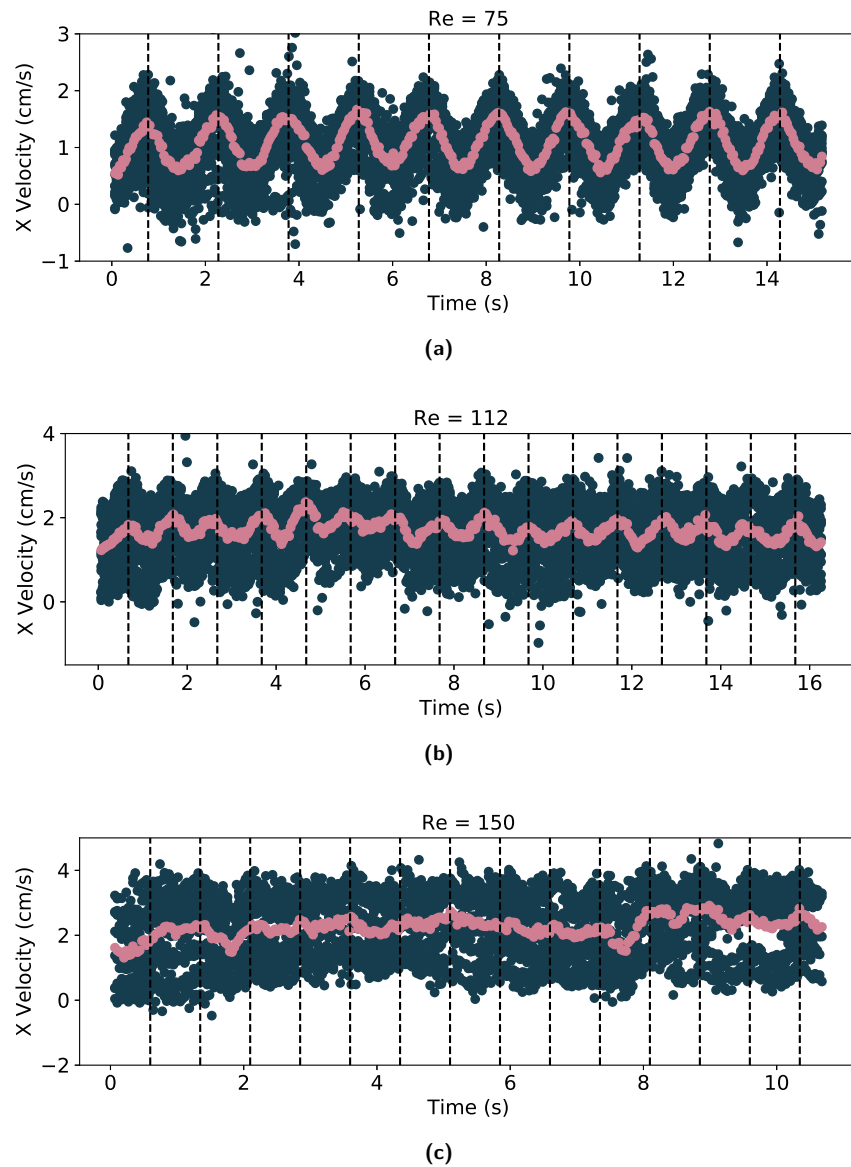 Re = 75
3
2
1
0
−1
X Velocity (cm/s)
0 2 4 6 8 10 12 14
Time (s)
(a)
Re = 112
4
2
0
X Velocity (cm/s)
0 2 4 6 8 10 12 14 16
Time (s)
(b)
Re = 150
4
2
0
−2
X Velocity (cm/s)
0 2 4 6 8 10
Time (s)
(c)